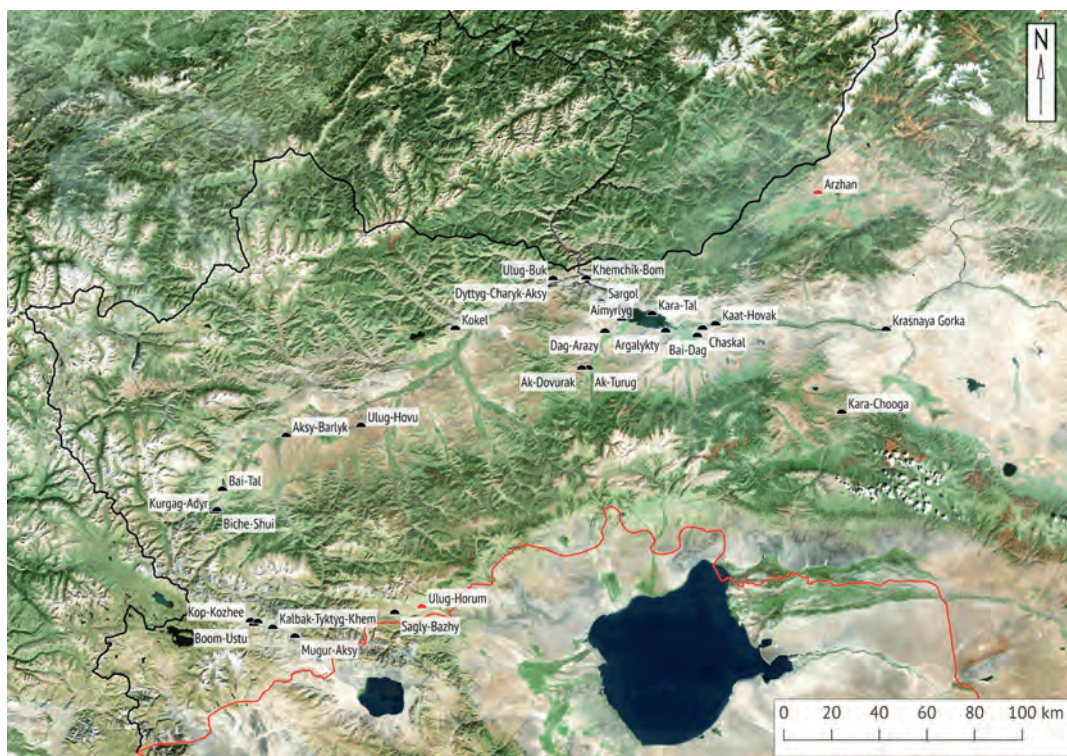 N
Arzhan
Ulug-Buk
Khemchik-Bom
Dyttyg-Charyk-Aksy
Sargol
Aimyrlyg
Kara-Tal
Kokel
Kaat-Hovak
Krasnaya Gorka
Dag-Arazy
Argalykty
Bai-Dag
Chaskal
Ak-Dovurak
Ak-Turug
Kara-Chooga
Aksy-Barlyk
Ulug-Hovu
Bai-Tal
Kurgag-Adyr
Biche-Shui
Ulug-Horum
Kop-Kozhee
Kalbak-Tyktyg-Khem
Sagly-Bazhy
Boom-Ustu
Mugur-Aksy
0 20 40 60 80 100 km